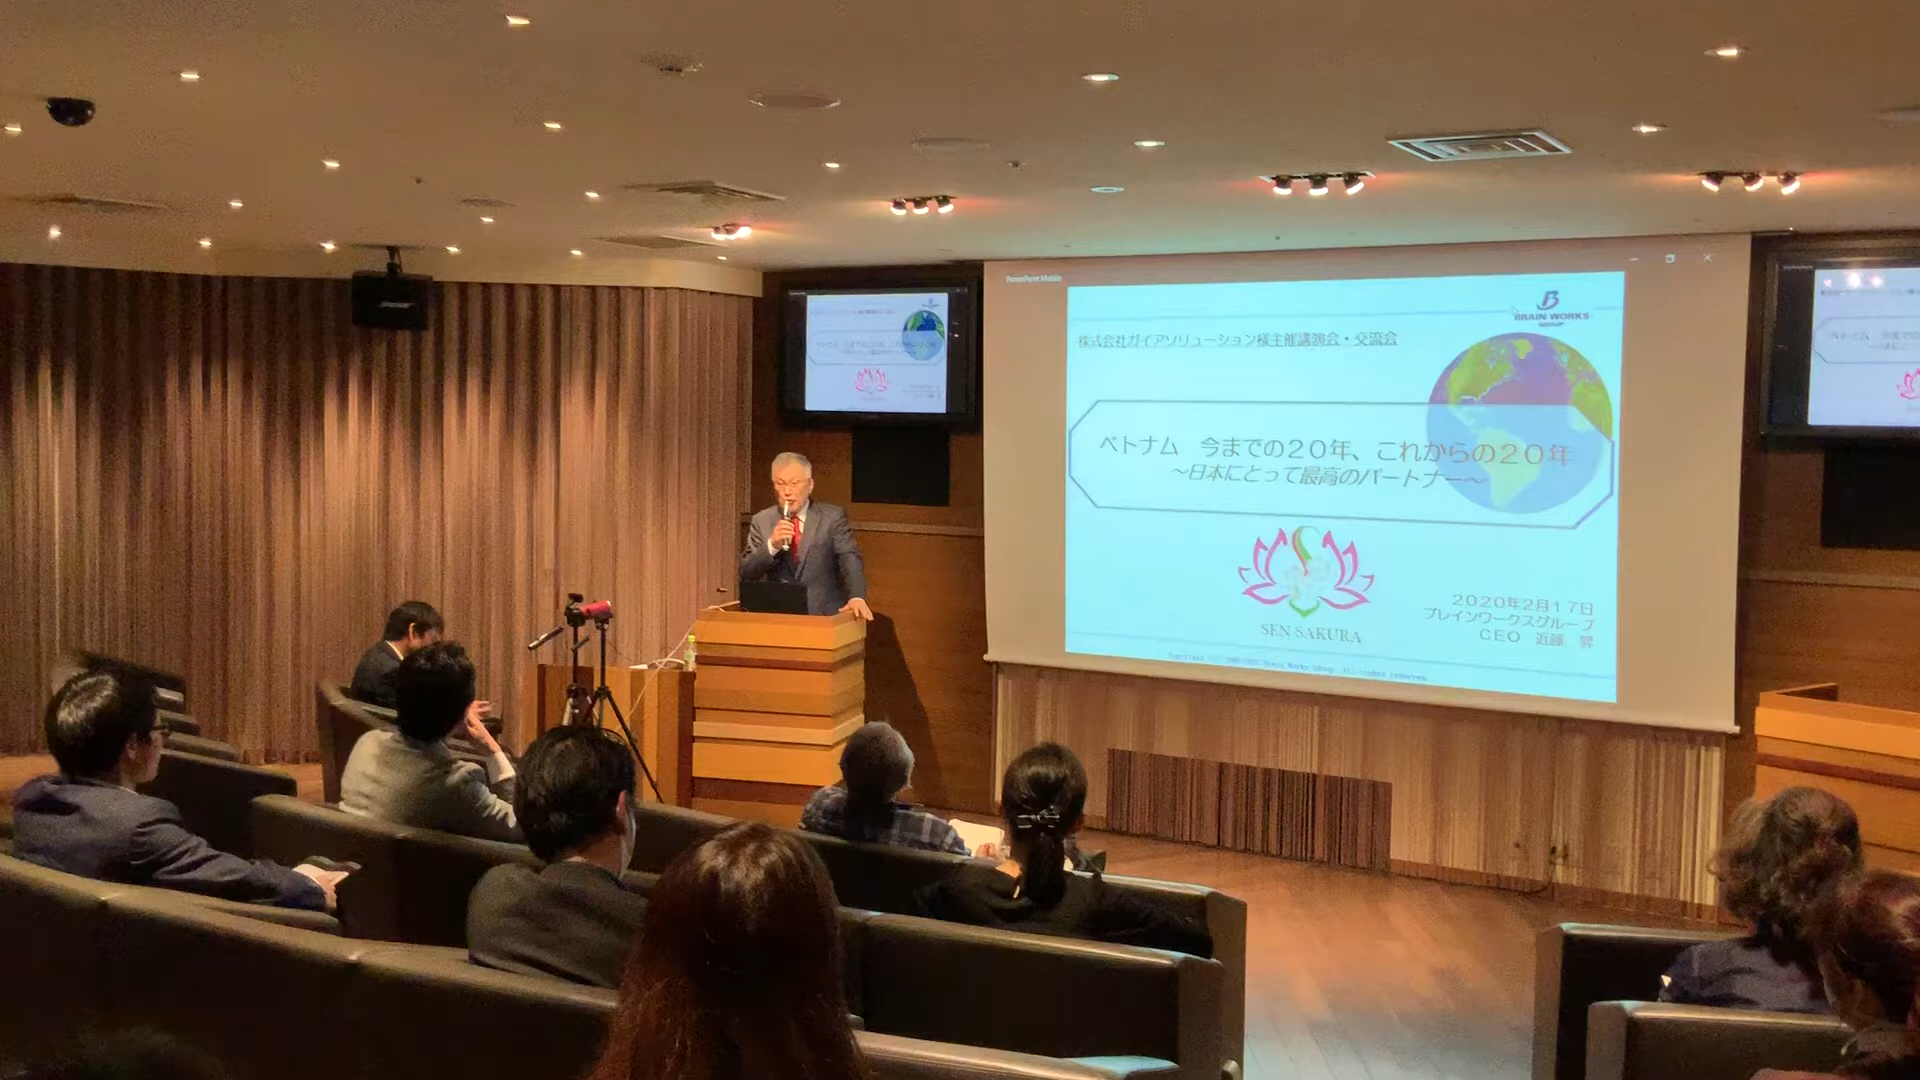 PowerPoint Mobile
B
BRAIN WORKS
GROUP
株式会社ガイアソリューション様主催講演会・交流会
ベトナム 今までの20年、これからの20年
~日本にとって最高のパートナー~
SEN SAKURA
2020年2月17日
ブレインワークスグループ
CEO 近藤 昇